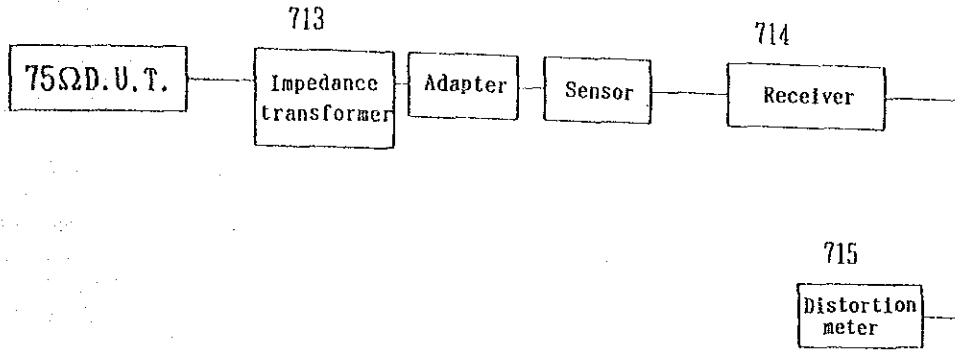 713
714
75ΩD.U.T.
Impedance
transformer
Adapter
Sensor
Receiver
715
Distortion
meter